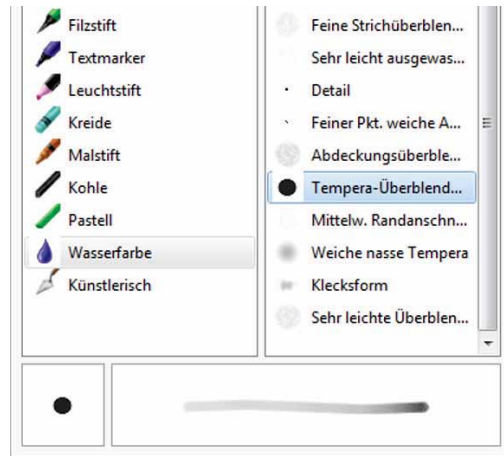 Filzstift
Textmarker
Leuchtstift
Kreide
Malstift
Kohle
Pastell
Wasserfarbe
Künstlerisch
Feine Strichüberblen...
Sehr leicht ausgewas...
Detail
Feiner Pkt. weiche A...
Abdeckungsüberble...
Tempera-Überblend...
Mittelw. Randanschn...
Weiche nasse Tempera
Klecksform
Sehr leichte Überblen...